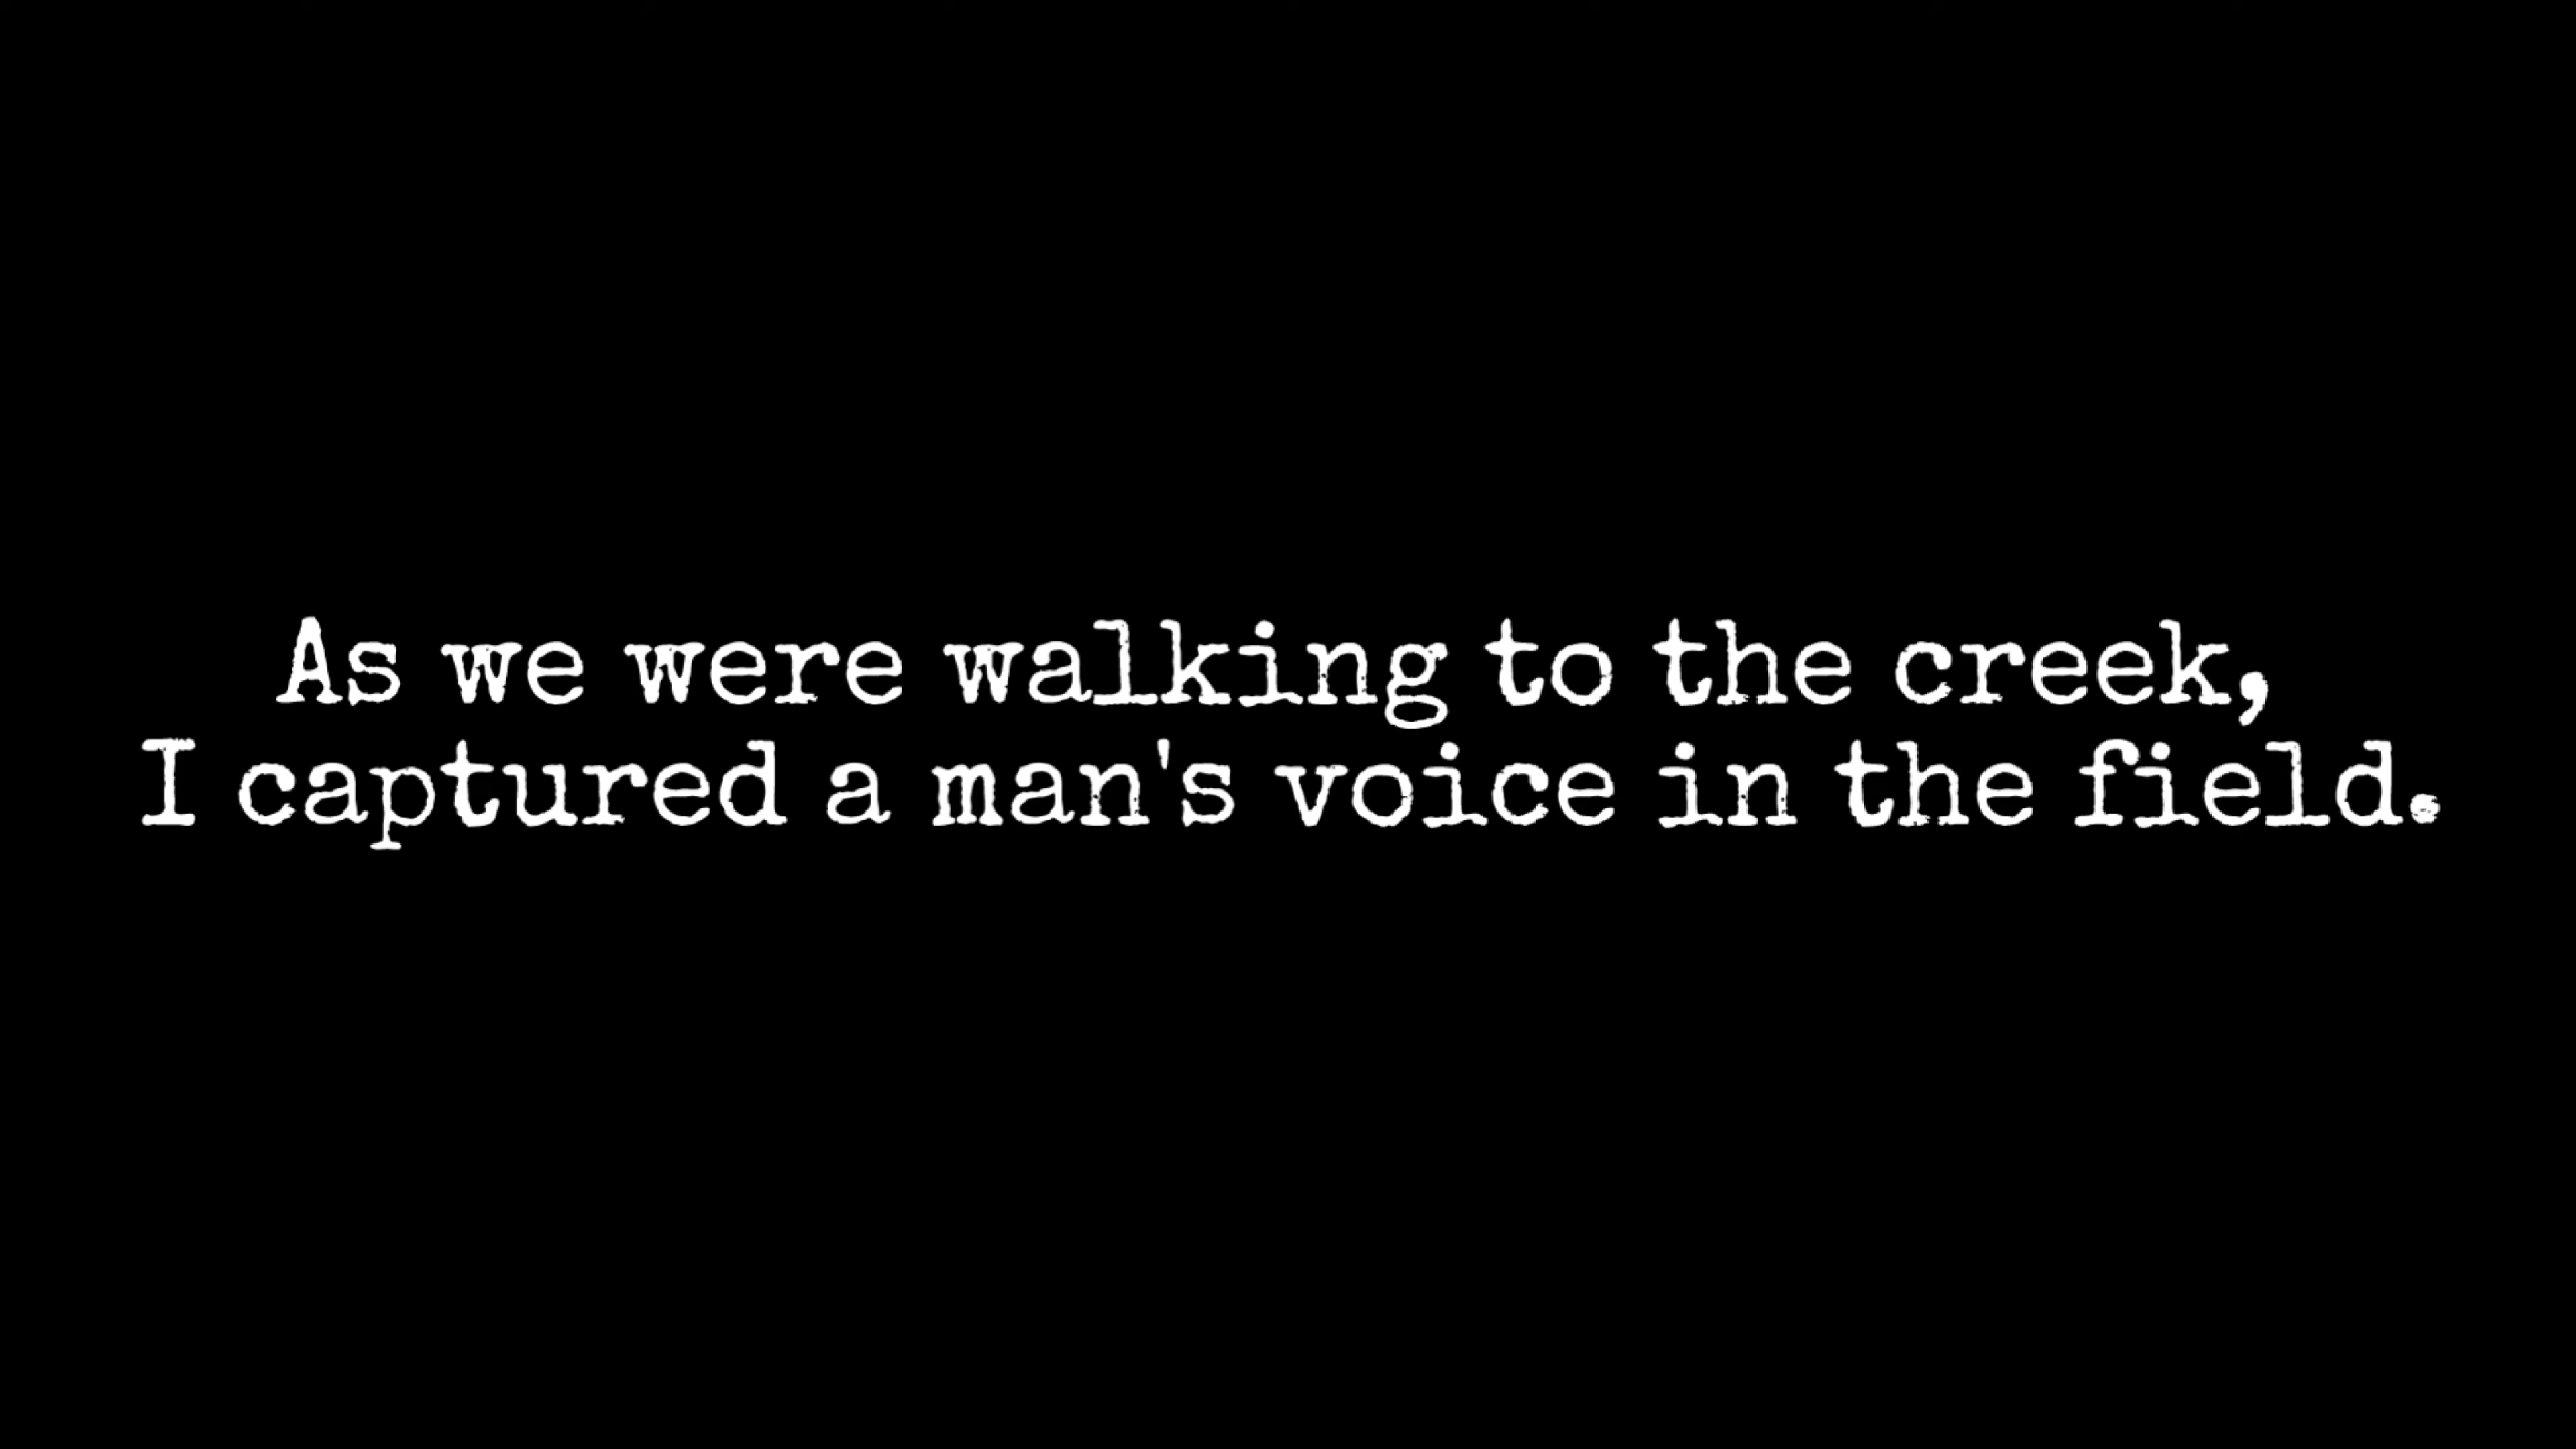 As we were walking to the creek,
I captured a man's voice in the field.